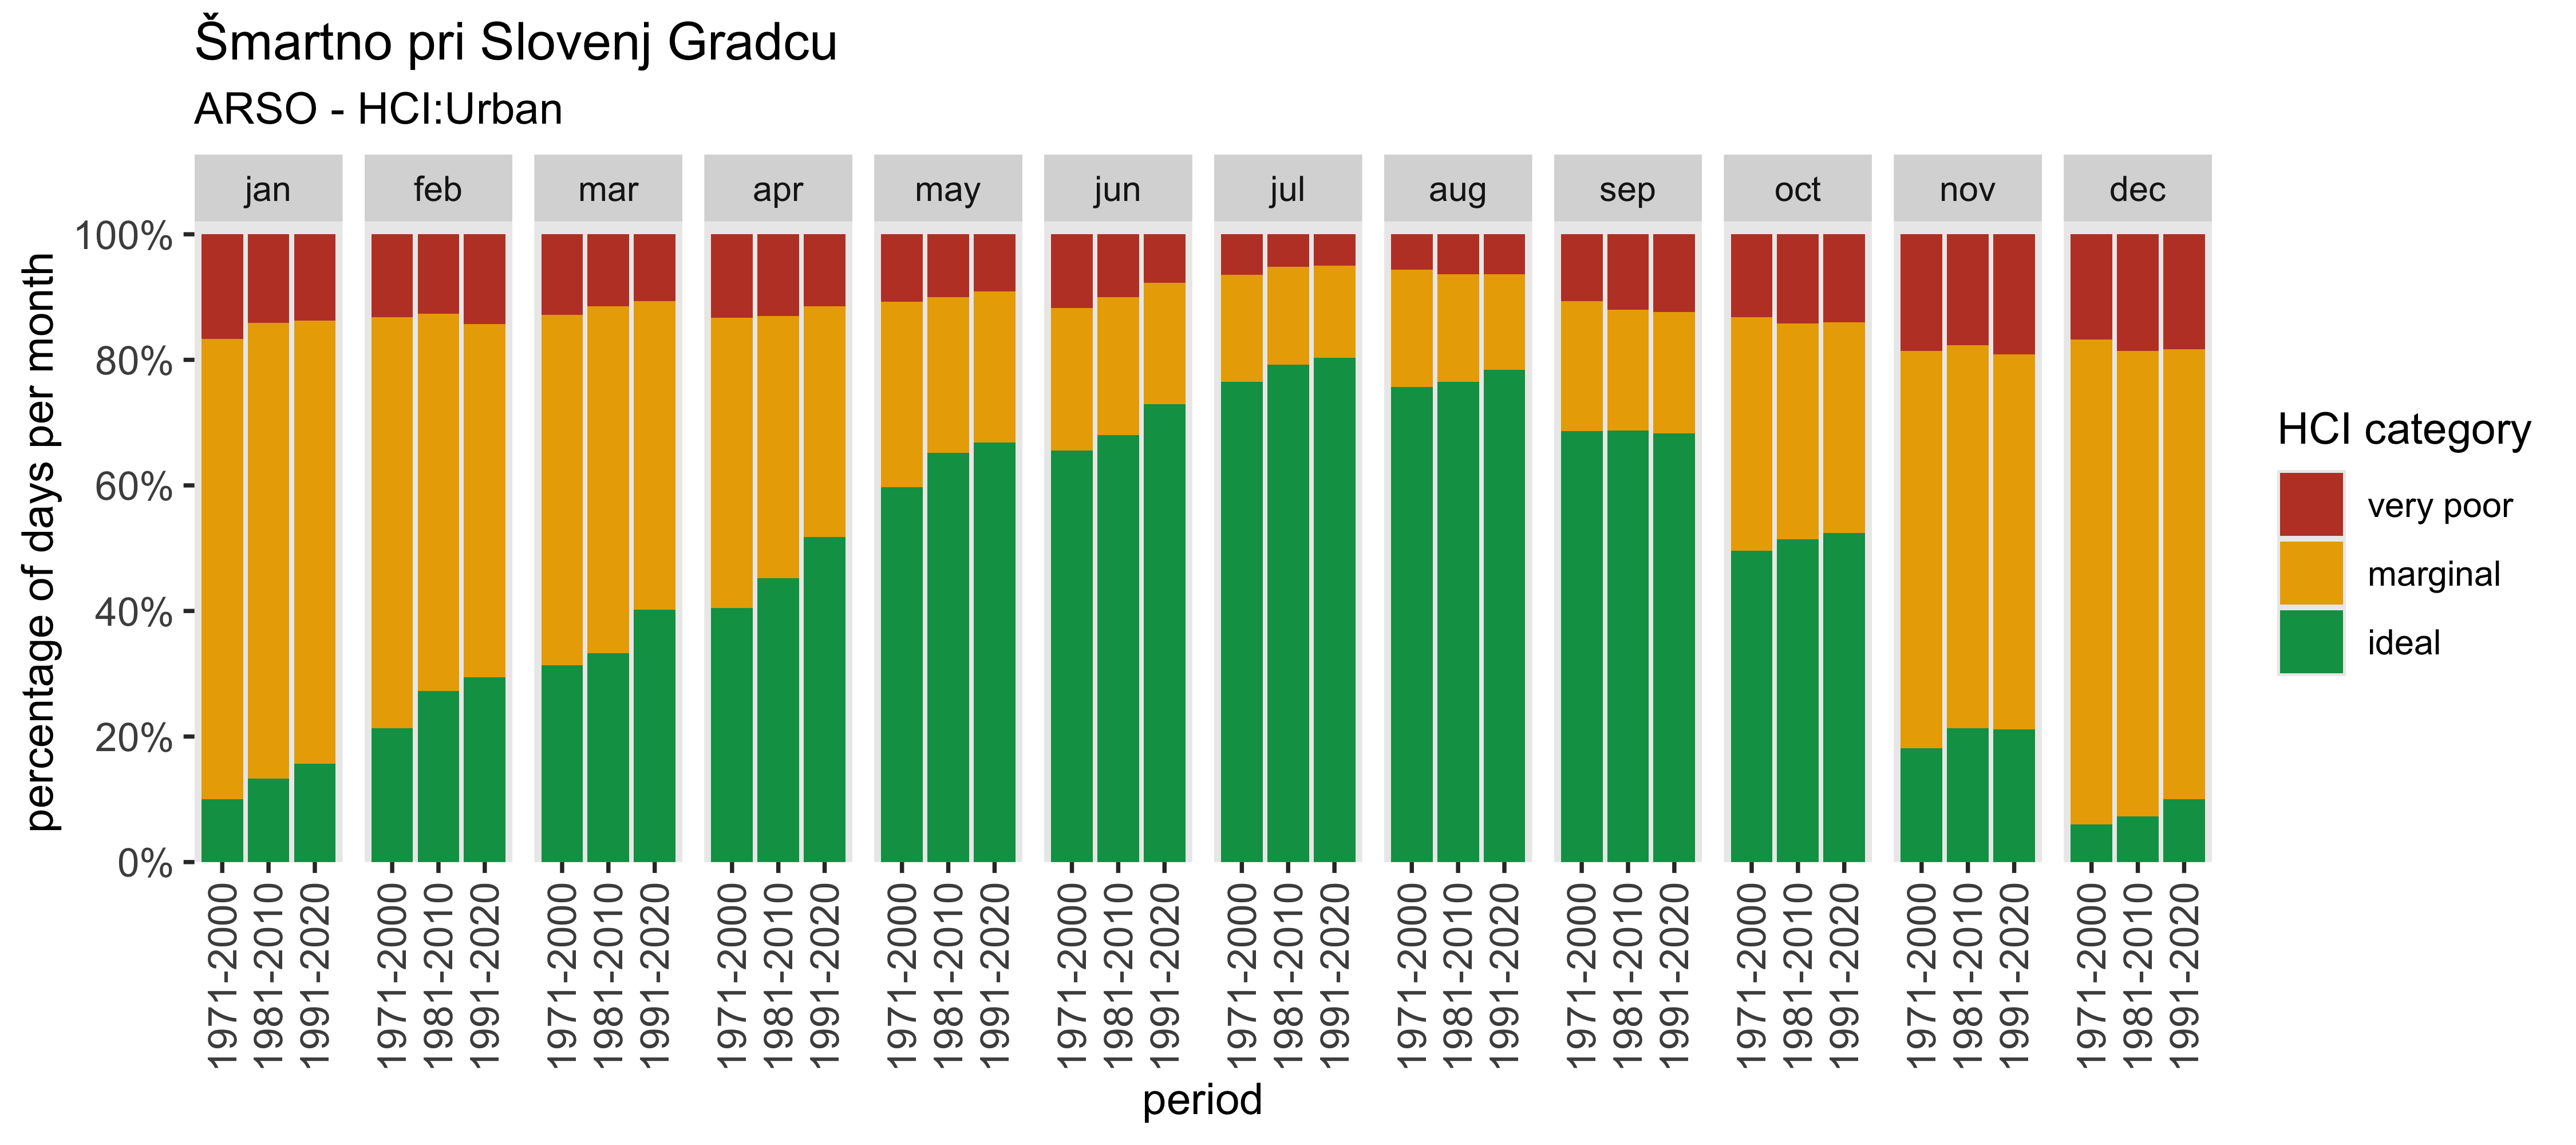 Šmartno pri Slovenj Gradcu
ARSO - HCI:Urban
jan feb mar apr may jun jul aug sep oct nov dec
percentage of days per month
100%
80%
60%
40%
20%
0%
1971-2000 1981-2010 1991-2020 1971-2000 1981-2010 1991-2020 1971-2000 1981-2010 1991-2020 1971-2000 1981-2010 1991-2020 1971-2000 1981-2010 1991-2020 1971-2000 1981-2010 1991-2020 1971-2000 1981-2010 1991-2020 1971-2000 1981-2010 1991-2020 1971-2000 1981-2010 1991-2020 1971-2000 1981-2010 1991-2020 1971-2000 1981-2010 1991-2020 1971-2000 1981-2010 1991-2020
period
HCI category
very poor
marginal
ideal